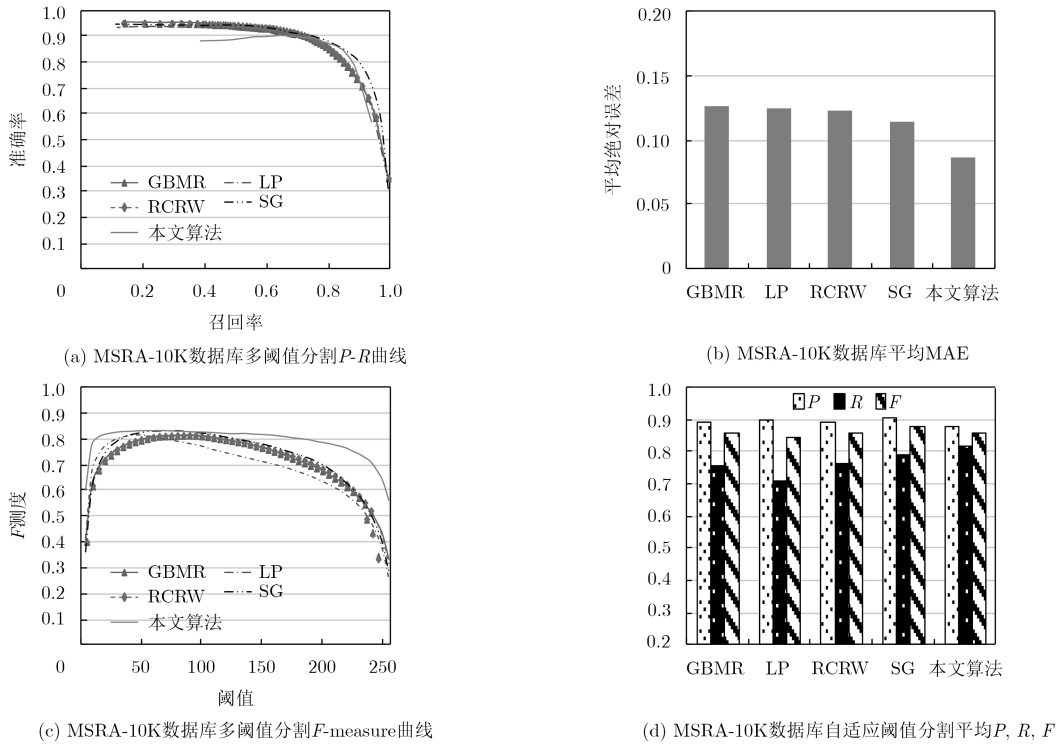 1.0
0.9
0.8
0.7
0.6
0.5
0.4
0.3
0.2
0.1
0
准确率
GBMR
LP
RCRW
SG
本文算法
0.2 0.4 0.6 0.8 1.0
召回率
(a) MSRA-10K数据库多阈值分割P-R曲线
0.20
0.15
0.10
0.05
0
平均绝对误差
GBMR LP RCRW SG 本文算法
(b) MSRA-10K数据库平均MAE
1.0
0.9
0.8
0.7
0.6
0.5
0.4
0.3
0.2
0.1
0
F测度
GBMR
LP
RCRW
SG
本文算法
50 100 150 200 250
阈值
(c) MSRA-10K数据库多阈值分割F-measure曲线
1.0
0.9
0.8
0.7
0.6
0.5
0.4
0.3
0.2
P R F
GBMR LP RCRW SG 本文算法
(d) MSRA-10K数据库自适应阈值分割平均P, R, F